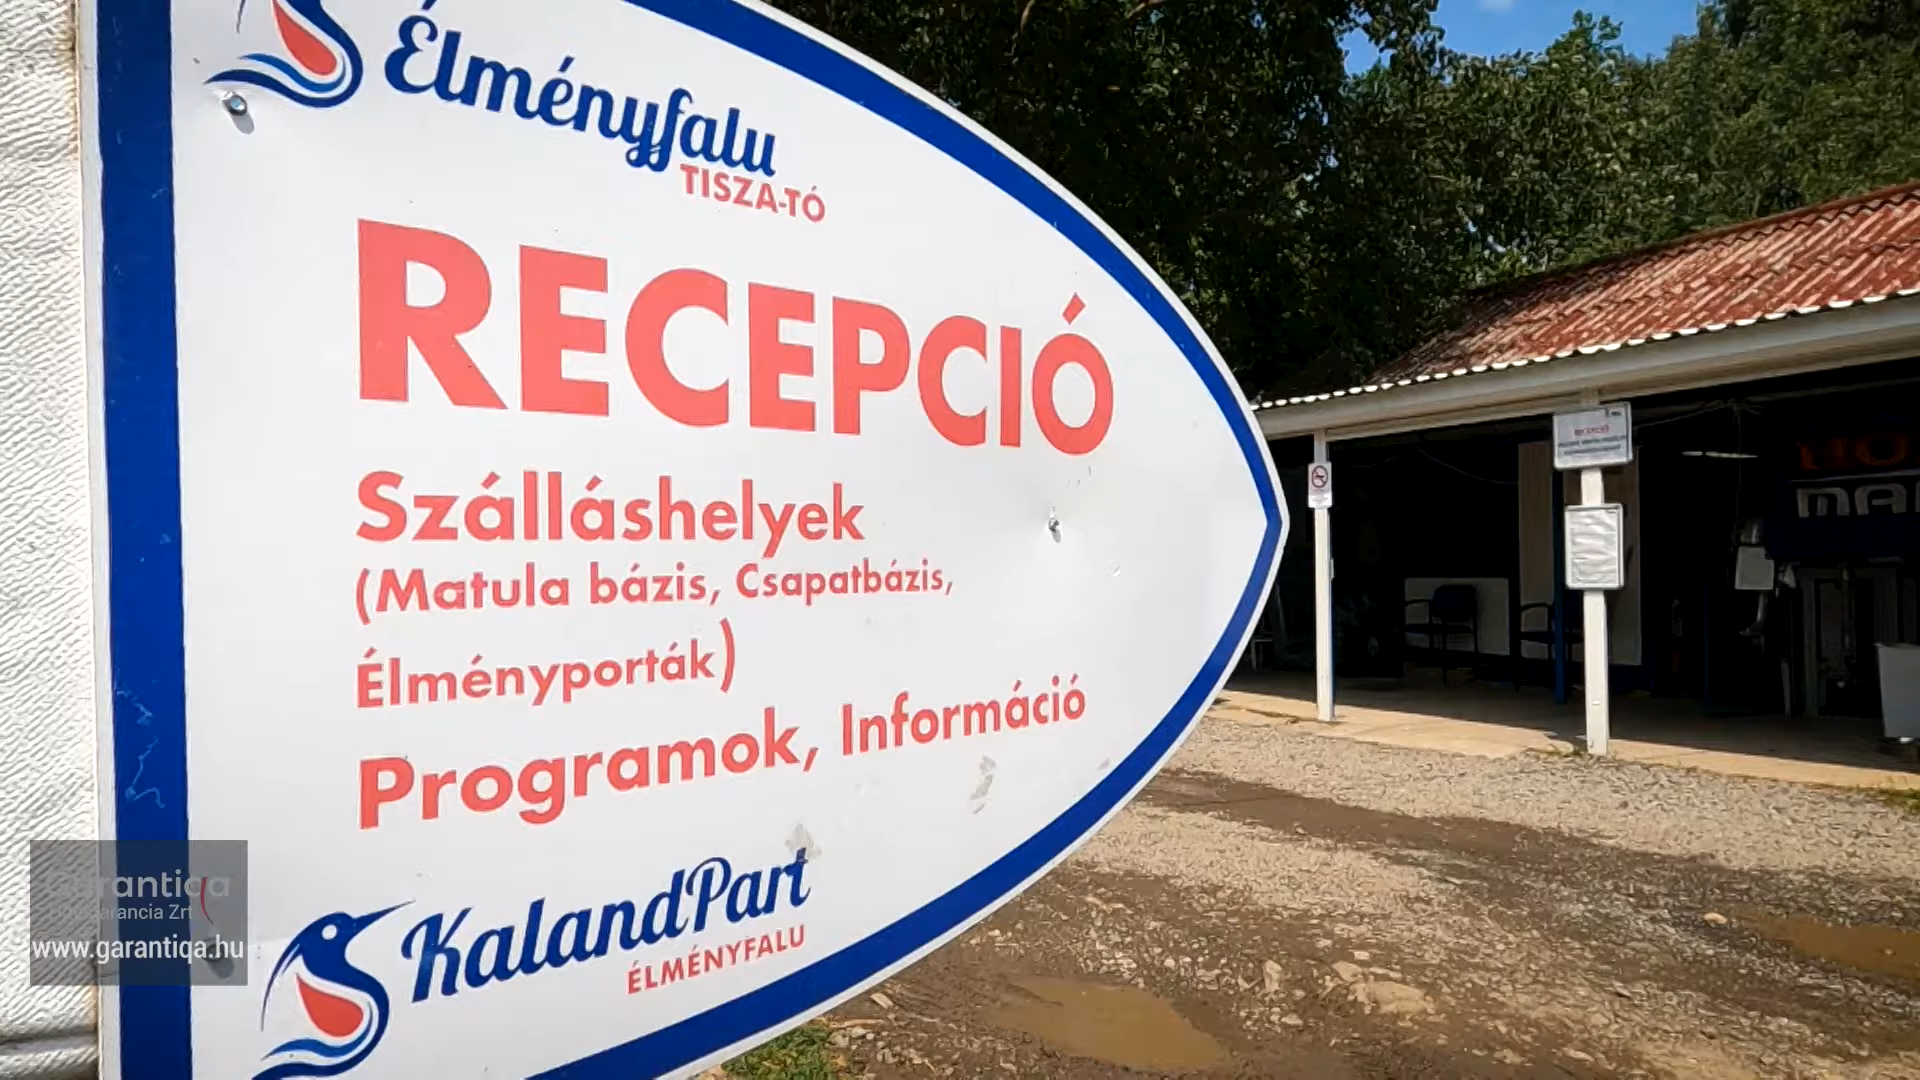 Élményfalu
TISZA-TÓ
RECEPCIÓ
Szálláshelyek
(Matula bázis, Csapatbázis,
Élményporták)
Programok, Információ
KalandPart
ÉLMÉNYFALU
RECEPCIÓ
Garantiqa
Hitelgarancia Zrt.
www.garantiqa.hu